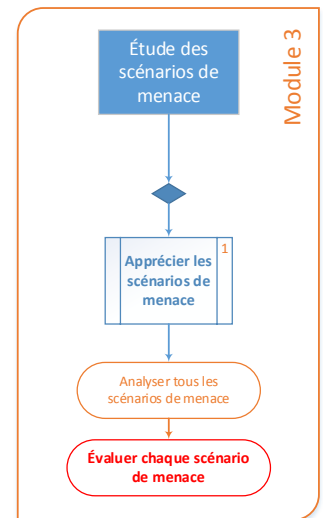 Module 3
Étude des
scénarios de
menace
1
Apprécier les
scénarios de
menace
Analyser tous les
scénarios de menace
Évaluer chaque scénario
de menace